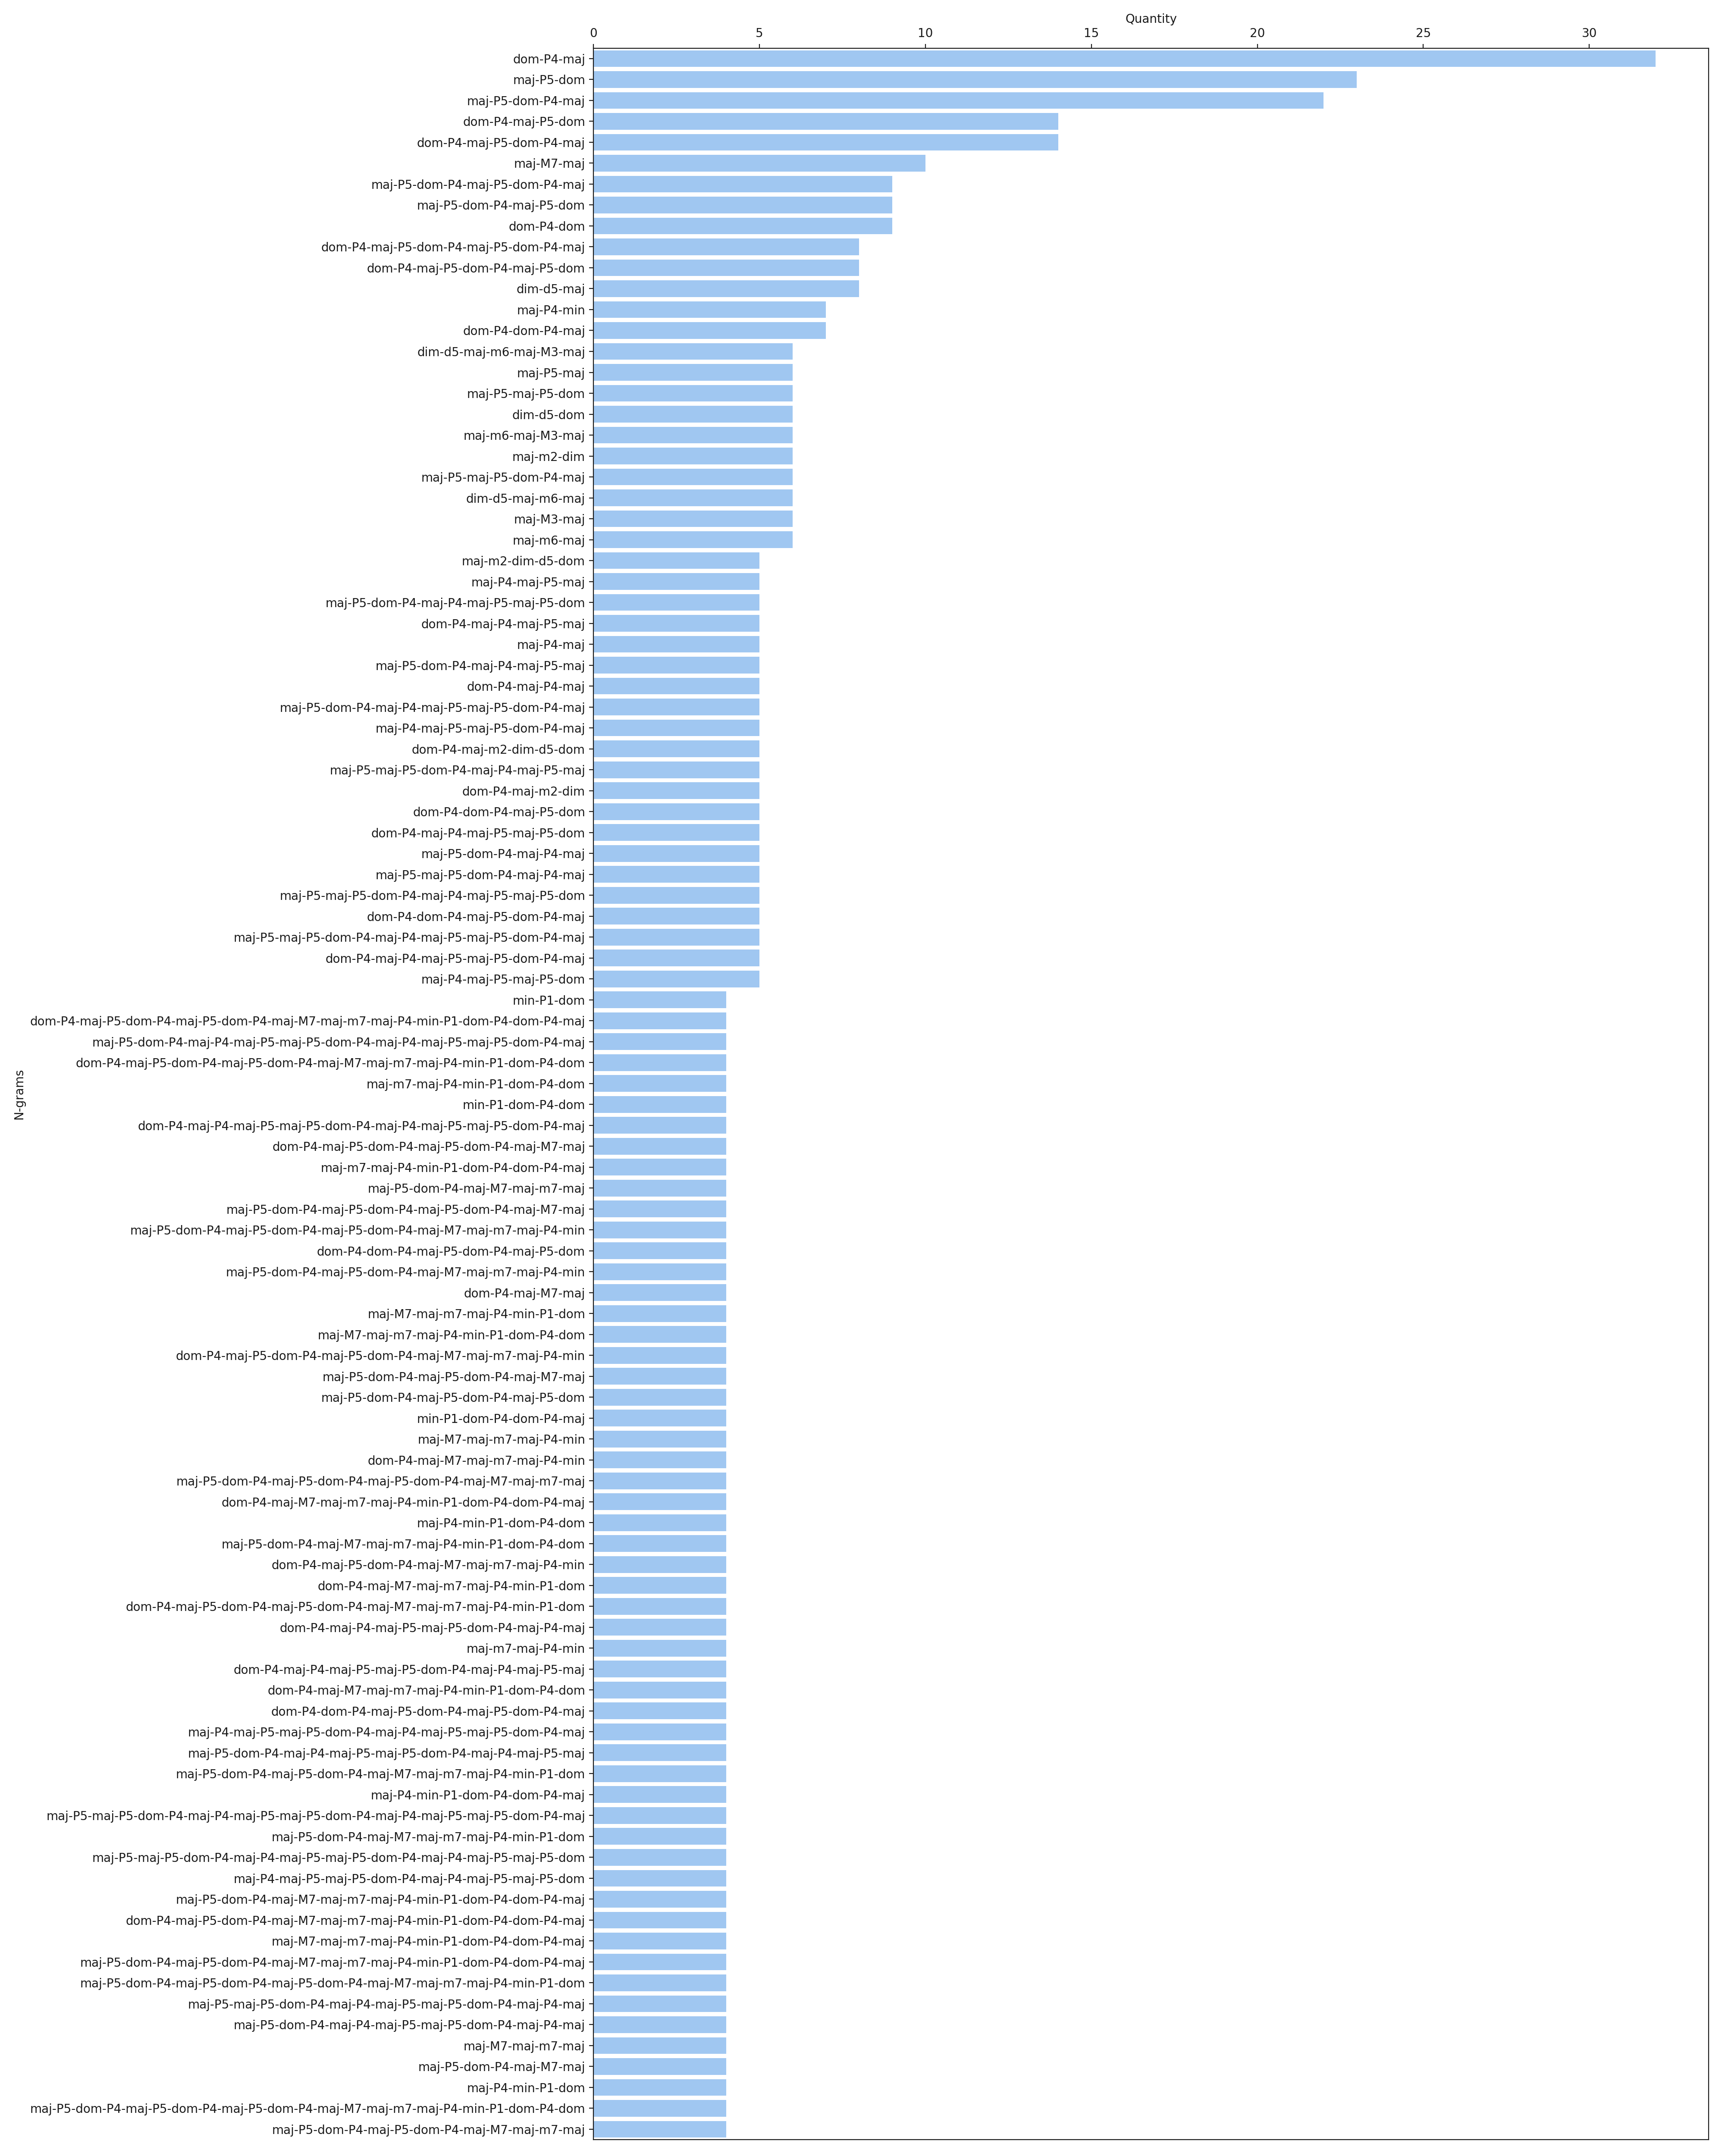 Quantity
0 5 10 15 20 25 30
dom-P4-maj
maj-P5-dom
maj-P5-dom-P4-maj
dom-P4-maj-P5-dom
dom-P4-maj-P5-dom-P4-maj
maj-M7-maj
maj-P5-dom-P4-maj-P5-dom-P4-maj
maj-P5-dom-P4-maj-P5-dom
dom-P4-dom
dom-P4-maj-P5-dom-P4-maj-P5-dom-P4-maj
dom-P4-maj-P5-dom-P4-maj-P5-dom
dim-d5-maj
maj-P4-min
dom-P4-dom-P4-maj
dim-d5-maj-m6-maj-M3-maj
maj-P5-maj
maj-P5-maj-P5-dom
dim-d5-dom
maj-m6-maj-M3-maj
maj-m2-dim
maj-P5-maj-P5-dom-P4-maj
dim-d5-maj-m6-maj
maj-M3-maj
maj-m6-maj
maj-m2-dim-d5-dom
maj-P4-maj-P5-maj
maj-P5-dom-P4-maj-P4-maj-P5-maj-P5-dom
dom-P4-maj-P4-maj-P5-maj
maj-P4-maj
maj-P5-dom-P4-maj-P4-maj-P5-maj
dom-P4-maj-P4-maj
maj-P5-dom-P4-maj-P4-maj-P5-maj-P5-dom-P4-maj
maj-P4-maj-P5-maj-P5-dom-P4-maj
dom-P4-maj-m2-dim-d5-dom
maj-P5-maj-P5-dom-P4-maj-P4-maj-P5-maj
dom-P4-maj-m2-dim
dom-P4-dom-P4-maj-P5-dom
dom-P4-maj-P4-maj-P5-maj-P5-dom
maj-P5-dom-P4-maj-P4-maj
maj-P5-maj-P5-dom-P4-maj-P4-maj
maj-P5-maj-P5-dom-P4-maj-P4-maj-P5-maj-P5-dom
dom-P4-dom-P4-maj-P5-dom-P4-maj
maj-P5-maj-P5-dom-P4-maj-P4-maj-P5-maj-P5-dom-P4-maj
dom-P4-maj-P4-maj-P5-maj-P5-dom-P4-maj
maj-P4-maj-P5-maj-P5-dom
min-P1-dom
dom-P4-maj-P5-dom-P4-maj-P5-dom-P4-maj-M7-maj-m7-maj-P4-min-P1-dom-P4-dom-P4-maj
maj-P5-dom-P4-maj-P4-maj-P5-maj-P5-dom-P4-maj-P4-maj-P5-maj-P5-dom-P4-maj
dom-P4-maj-P5-dom-P4-maj-P5-dom-P4-maj-M7-maj-m7-maj-P4-min-P1-dom-P4-dom
maj-m7-maj-P4-min-P1-dom-P4-dom
min-P1-dom-P4-dom
dom-P4-maj-P4-maj-P5-maj-P5-dom-P4-maj-P4-maj-P5-maj-P5-dom-P4-maj
dom-P4-maj-P5-dom-P4-maj-P5-dom-P4-maj-M7-maj
maj-m7-maj-P4-min-P1-dom-P4-dom-P4-maj
maj-P5-dom-P4-maj-M7-maj-m7-maj
maj-P5-dom-P4-maj-P5-dom-P4-maj-P5-dom-P4-maj-M7-maj
maj-P5-dom-P4-maj-P5-dom-P4-maj-P5-dom-P4-maj-M7-maj-m7-maj-P4-min
dom-P4-dom-P4-maj-P5-dom-P4-maj-P5-dom
maj-P5-dom-P4-maj-P5-dom-P4-maj-M7-maj-m7-maj-P4-min
dom-P4-maj-M7-maj
maj-M7-maj-m7-maj-P4-min-P1-dom
maj-M7-maj-m7-maj-P4-min-P1-dom-P4-dom
dom-P4-maj-P5-dom-P4-maj-P5-dom-P4-maj-M7-maj-m7-maj-P4-min
maj-P5-dom-P4-maj-P5-dom-P4-maj-M7-maj
maj-P5-dom-P4-maj-P5-dom-P4-maj-P5-dom
min-P1-dom-P4-dom-P4-maj
maj-M7-maj-m7-maj-P4-min
dom-P4-maj-M7-maj-m7-maj-P4-min
maj-P5-dom-P4-maj-P5-dom-P4-maj-P5-dom-P4-maj-M7-maj-m7-maj
dom-P4-maj-M7-maj-m7-maj-P4-min-P1-dom-P4-dom-P4-maj
maj-P4-min-P1-dom-P4-dom
maj-P5-dom-P4-maj-M7-maj-m7-maj-P4-min-P1-dom-P4-dom
dom-P4-maj-P5-dom-P4-maj-M7-maj-m7-maj-P4-min
dom-P4-maj-M7-maj-m7-maj-P4-min-P1-dom
dom-P4-maj-P5-dom-P4-maj-P5-dom-P4-maj-M7-maj-m7-maj-P4-min-P1-dom
dom-P4-maj-P4-maj-P5-maj-P5-dom-P4-maj-P4-maj
maj-m7-maj-P4-min
dom-P4-maj-P4-maj-P5-maj-P5-dom-P4-maj-P4-maj-P5-maj
dom-P4-maj-M7-maj-m7-maj-P4-min-P1-dom-P4-dom
dom-P4-dom-P4-maj-P5-dom-P4-maj-P5-dom-P4-maj
maj-P4-maj-P5-maj-P5-dom-P4-maj-P4-maj-P5-maj-P5-dom-P4-maj
maj-P5-dom-P4-maj-P4-maj-P5-maj-P5-dom-P4-maj-P4-maj-P5-maj
maj-P5-dom-P4-maj-P5-dom-P4-maj-M7-maj-m7-maj-P4-min-P1-dom
maj-P4-min-P1-dom-P4-dom-P4-maj
maj-P5-maj-P5-dom-P4-maj-P4-maj-P5-maj-P5-dom-P4-maj-P4-maj-P5-maj-P5-dom-P4-maj
maj-P5-dom-P4-maj-M7-maj-m7-maj-P4-min-P1-dom
maj-P5-maj-P5-dom-P4-maj-P4-maj-P5-maj-P5-dom-P4-maj-P4-maj-P5-maj-P5-dom
maj-P4-maj-P5-maj-P5-dom-P4-maj-P4-maj-P5-maj-P5-dom
maj-P5-dom-P4-maj-M7-maj-m7-maj-P4-min-P1-dom-P4-dom-P4-maj
dom-P4-maj-P5-dom-P4-maj-M7-maj-m7-maj-P4-min-P1-dom-P4-dom-P4-maj
maj-M7-maj-m7-maj-P4-min-P1-dom-P4-dom-P4-maj
maj-P5-dom-P4-maj-P5-dom-P4-maj-M7-maj-m7-maj-P4-min-P1-dom-P4-dom-P4-maj
maj-P5-dom-P4-maj-P5-dom-P4-maj-P5-dom-P4-maj-M7-maj-m7-maj-P4-min-P1-dom
maj-P5-maj-P5-dom-P4-maj-P4-maj-P5-maj-P5-dom-P4-maj-P4-maj
maj-P5-dom-P4-maj-P4-maj-P5-maj-P5-dom-P4-maj-P4-maj
maj-M7-maj-m7-maj
maj-P5-dom-P4-maj-M7-maj
maj-P4-min-P1-dom
maj-P5-dom-P4-maj-P5-dom-P4-maj-P5-dom-P4-maj-M7-maj-m7-maj-P4-min-P1-dom-P4-dom
maj-P5-dom-P4-maj-P5-dom-P4-maj-M7-maj-m7-maj
N-grams